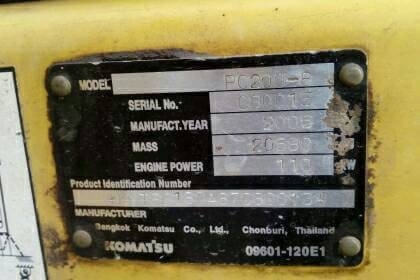 MODEL PC200-8
SERIAL No.
MANUFACT.YEAR
MASS
ENGINE POWER 110 KW
Product Identification Number
MANUFACTURER
Bangkok Komatsu Co., Ltd., Chonburi, Thailand
KOMATSU 09601-120E1